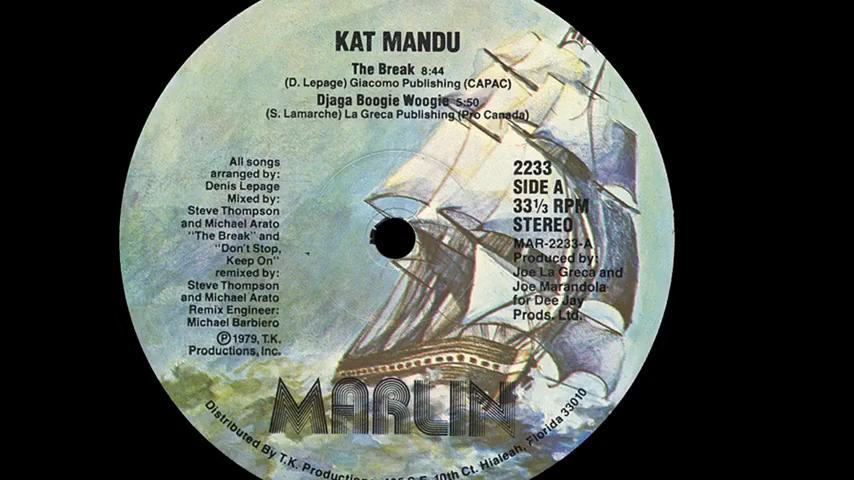 KAT MANDU
The Break 8:44
(D. Lepage) Giacomo Publishing (CAPAC)
Djaga Boogie Woogie 5:50
(S. Lamarche) La Greca Publishing (Pro Canada)
All songs
arranged by:
Denis Lepage
Mixed by:
Steve Thompson
and Michael Arato
"The Break" and
"Don't Stop,
Keep On"
remixed by:
Steve Thompson
and Michael Arato
Remix Engineer:
Michael Barbiero
Ⓟ1979, T.K.
Productions, Inc.
2233
SIDE A
33⅓ RPM
STEREO
MAR-2233-A
Produced by:
Joe La Greca and
Joe Marandola
for Dee Jay
Prods. Ltd.
MARLIN
Distributed By T.K. Productions S.E. 10th Ct. Hialeah, Florida 33010